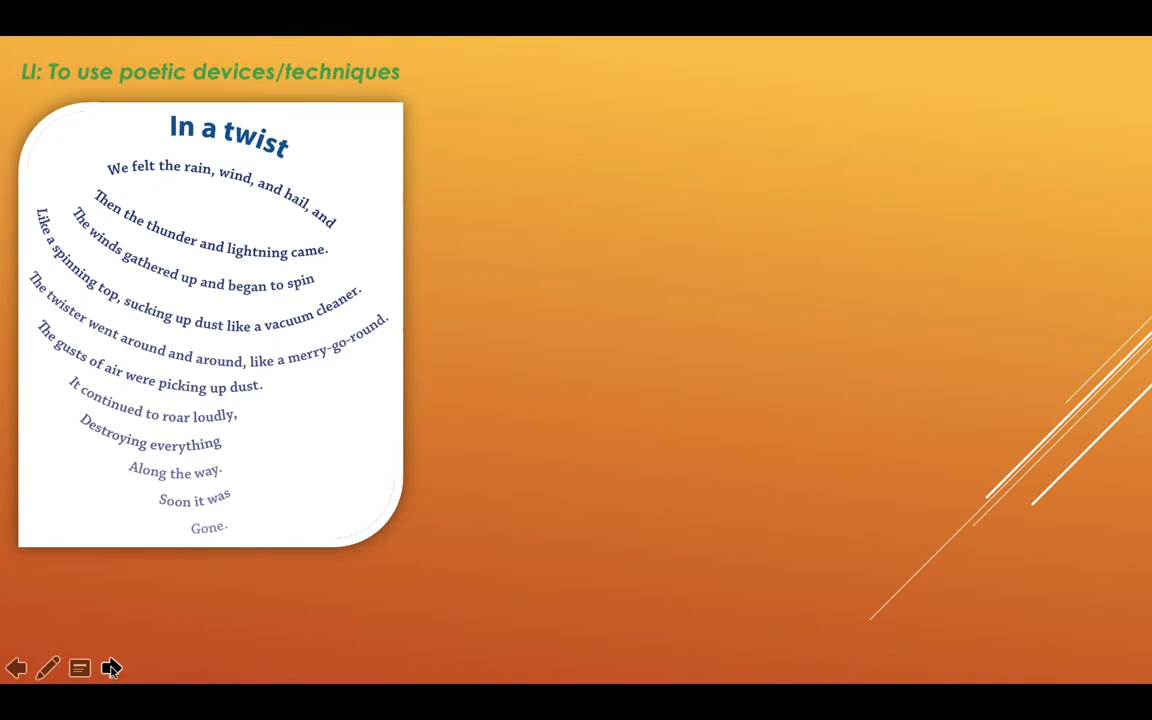 LI: To use poetic devices/techniques
In a twist
We felt the rain, wind, and hail, and
Then the thunder and lightning came.
The winds gathered up and began to spin
Like a spinning top, sucking up dust like a vacuum cleaner.
The twister went around and around, like a merry-go-round.
The gusts of air were picking up dust.
It continued to roar loudly,
Destroying everything
Along the way.
Soon it was
Gone.